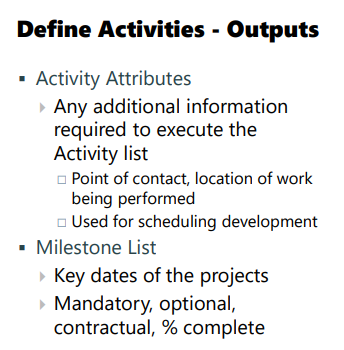 Define Activities - Outputs
Activity Attributes
Any additional information
required to execute the
Activity list
Point of contact, location of work
being performed
Used for scheduling development
Milestone List
Key dates of the projects
Mandatory, optional,
contractual, % complete